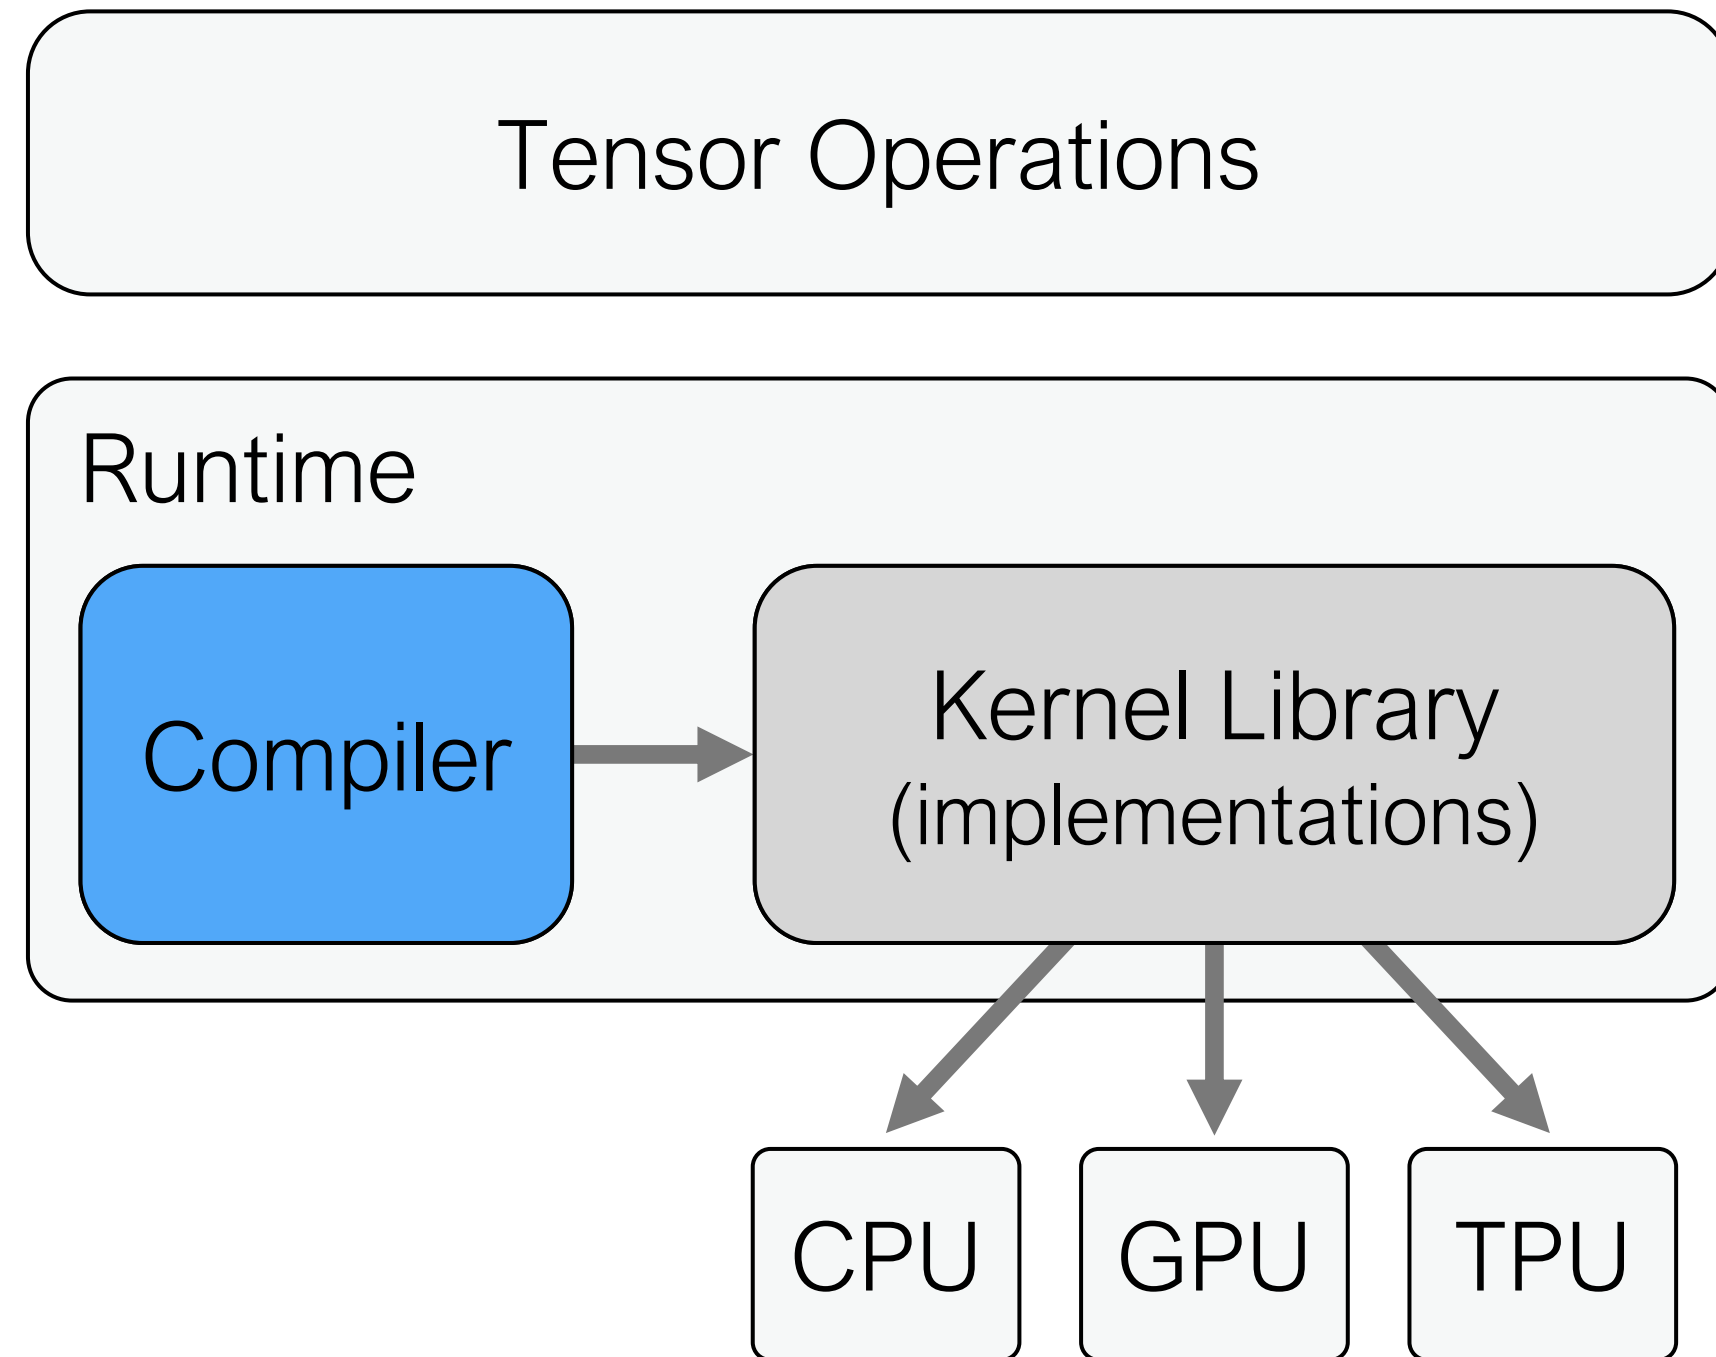 Tensor Operations
Runtime
Compiler
Kernel Library
(implementations)
CPU
GPU
TPU